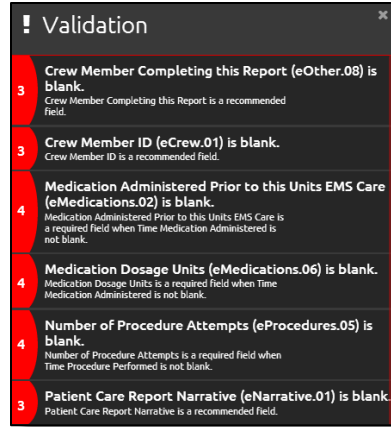 ! Validation ×
Crew Member Completing this Report (eOther.08) is
blank.
3
Crew Member Completing this Report is a recommended
field.
Crew Member ID (eCrew.01) is blank.
3
Crew Member ID is a recommended field.
Medication Administered Prior to this Units EMS Care
(eMedications.02) is blank.
4
Medication Administered Prior to this Units EMS Care is
a required field when Time Medication Administered is
not blank.
Medication Dosage Units (eMedications.06) is blank.
4
Medication Dosage Units is a required field when Time
Medication Administered is not blank.
Number of Procedure Attempts (eProcedures.05) is
blank.
4
Number of Procedure Attempts is a required field when
Time Procedure Performed is not blank.
Patient Care Report Narrative (eNarrative.01) is blank.
3
Patient Care Report Narrative is a recommended field.